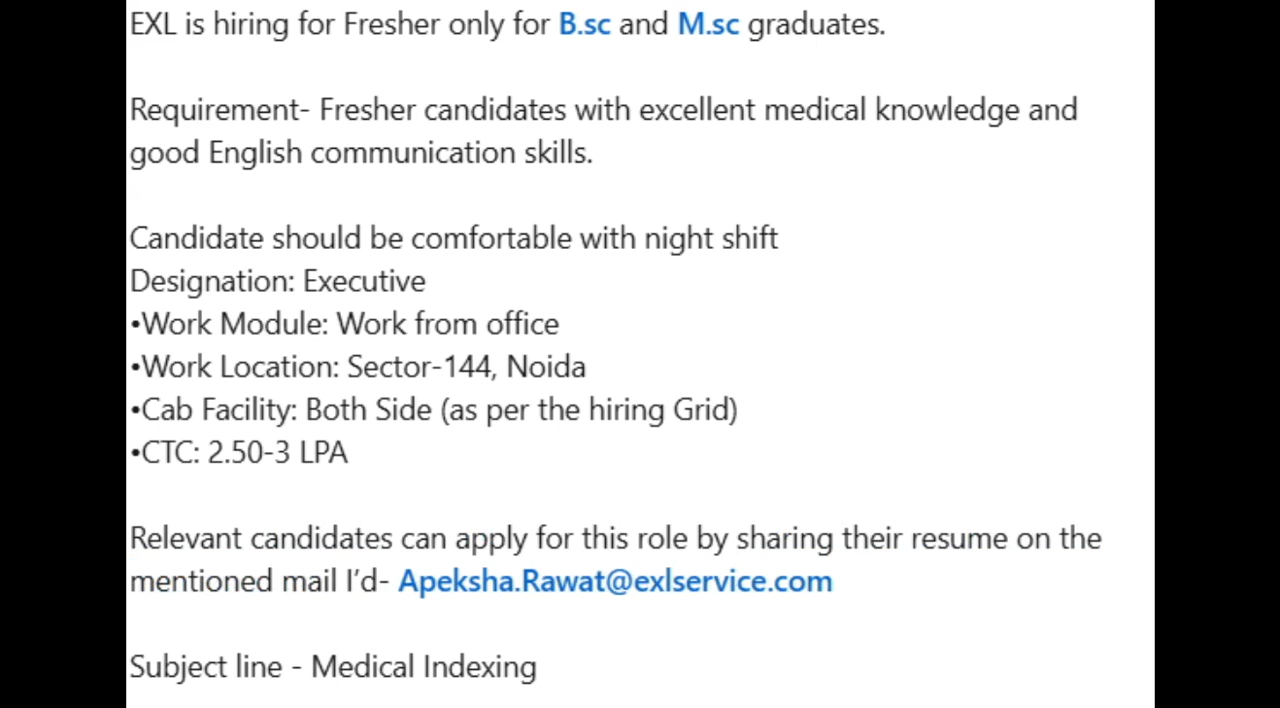 EXL is hiring for Fresher only for B.sc and M.sc graduates.
Requirement- Fresher candidates with excellent medical knowledge and
good English communication skills.
Candidate should be comfortable with night shift
Designation: Executive
•Work Module: Work from office
•Work Location: Sector-144, Noida
•Cab Facility: Both Side (as per the hiring Grid)
•CTC: 2.50-3 LPA
Relevant candidates can apply for this role by sharing their resume on the
mentioned mail I’d- Apeksha.Rawat@exlservice.com
Subject line - Medical Indexing